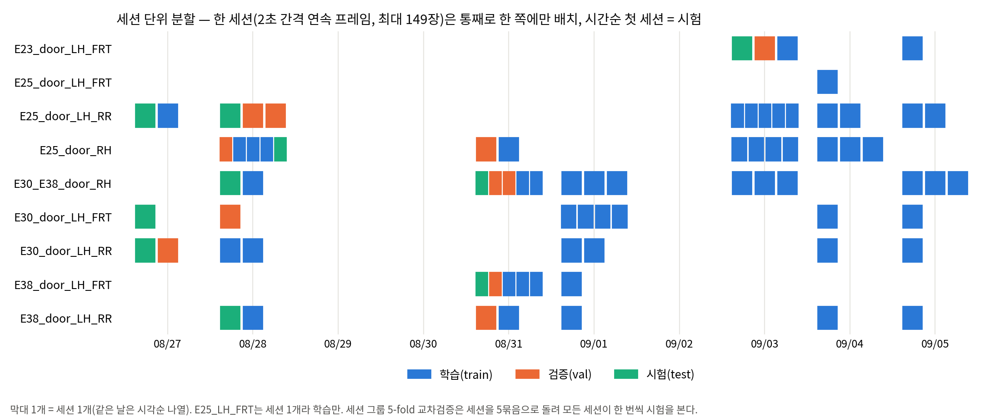 세션 단위 분할 — 한 세션(2초 간격 연속 프레임, 최대 149장)은 통째로 한 쪽에만 배치, 시간순 첫 세션 = 시험
E23_door_LH_FRT
E25_door_LH_FRT
E25_door_LH_RR
E25_door_RH
E30_E38_door_RH
E30_door_LH_FRT
E30_door_LH_RR
E38_door_LH_FRT
E38_door_LH_RR
08/27 08/28 08/29 08/30 08/31 09/01 09/02 09/03 09/04 09/05
학습(train) 검증(val) 시험(test)
막대 1개 = 세션 1개(같은 날은 시각순 나열). E25_LH_FRT는 세션 1개라 학습만. 세션 그룹 5-fold 교차검증은 세션을 5묶음으로 돌려 모든 세션이 한 번씩 시험을 본다.